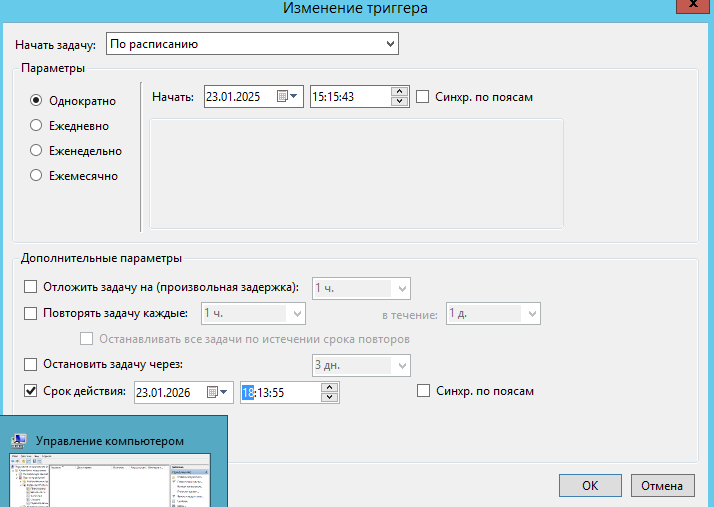 Изменение триггера
x
Начать задачу: По расписанию
Параметры
Однократно
Ежедневно
Еженедельно
Ежемесячно
Начать: 23.01.2025 15:15:43 Синхр. по поясам
Дополнительные параметры
Отложить задачу на (произвольная задержка): 1 ч.
Повторять задачу каждые: 1 ч. в течение: 1 д.
Останавливать все задачи по истечении срока повторов
Остановить задачу через: 3 дн.
Срок действия: 23.01.2026 18:13:55 Синхр. по поясам
Управление компьютером
ОК Отмена